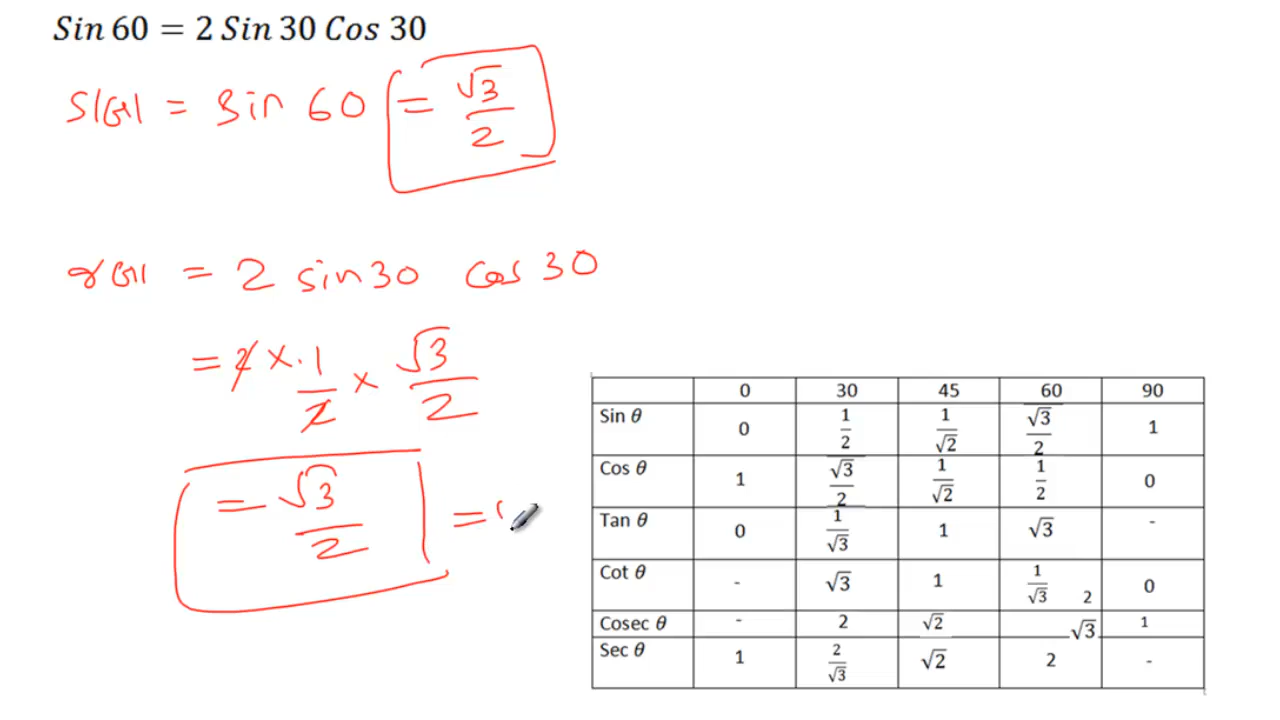 Sin 60 = 2 Sin 30 Cos 30
= Sin 60 = √3/2
= 2 sin30 cos 30
= 2 × 1/2 × √3/2
= √3/2 =
0 30 45 60 90
Sin θ 0 1/2 1/√2 √3/2 1
Cos θ 1 √3/2 1/√2 1/2 0
Tan θ 0 1/√3 1 √3 -
Cot θ - √3 1 1/√3 0
Cosec θ - 2 √2 2/√3 1
Sec θ 1 2/√3 √2 2 -